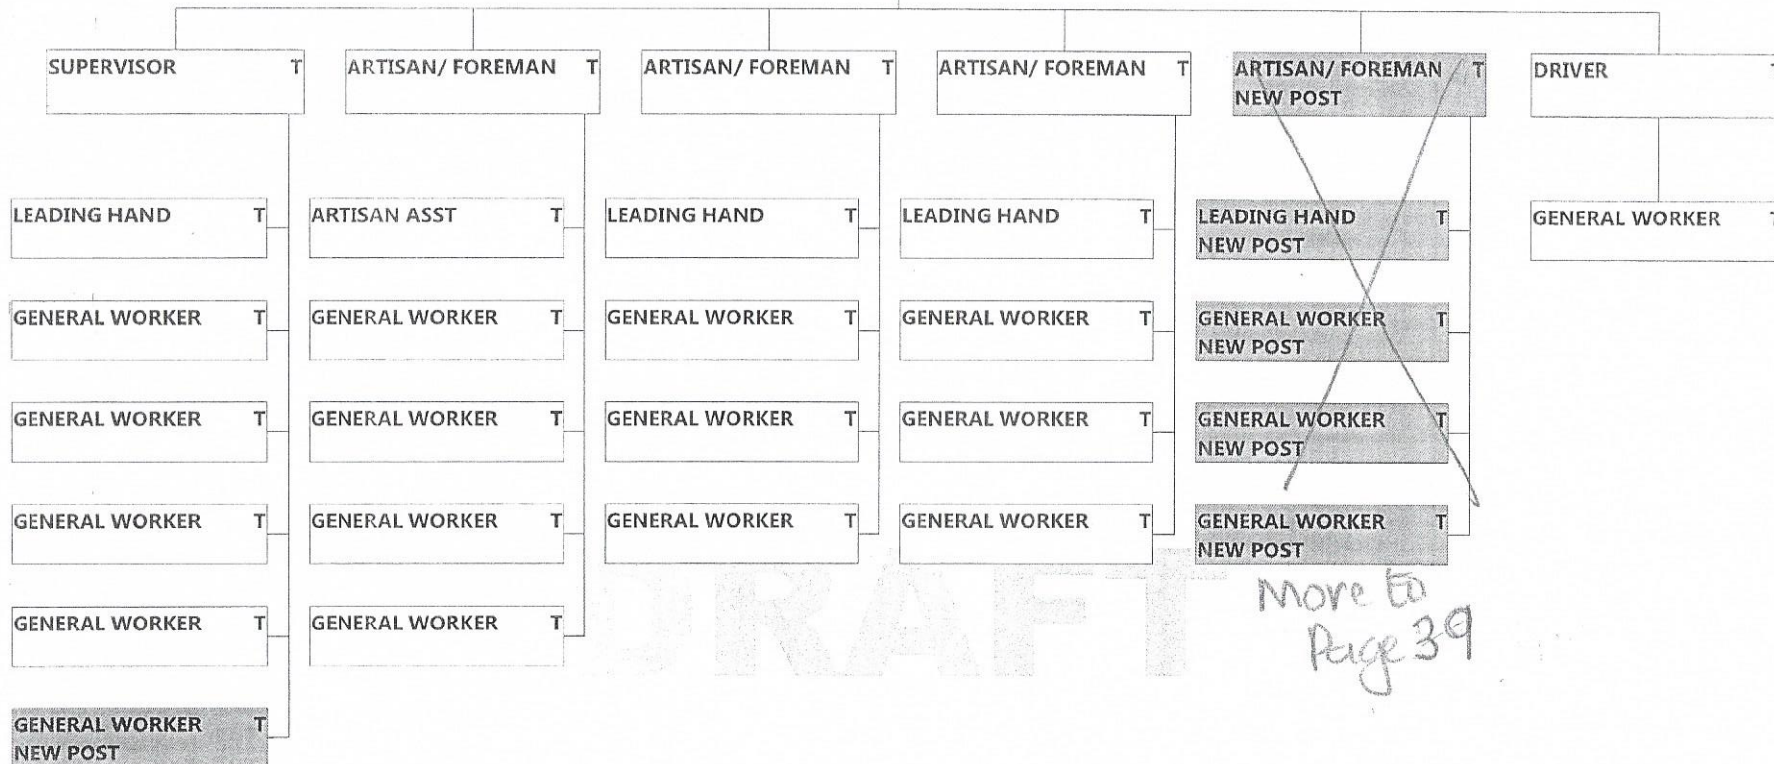 SUPERVISOR T
LEADING HAND T
GENERAL WORKER T
GENERAL WORKER T
GENERAL WORKER T
GENERAL WORKER T
GENERAL WORKER T
NEW POST
ARTISAN/ FOREMAN T
ARTISAN ASST T
GENERAL WORKER T
GENERAL WORKER T
GENERAL WORKER T
GENERAL WORKER T
ARTISAN/ FOREMAN T
LEADING HAND T
GENERAL WORKER T
GENERAL WORKER T
GENERAL WORKER T
ARTISAN/ FOREMAN T
LEADING HAND T
GENERAL WORKER T
GENERAL WORKER T
GENERAL WORKER T
ARTISAN/ FOREMAN T
NEW POST
LEADING HAND T
NEW POST
GENERAL WORKER T
NEW POST
GENERAL WORKER T
NEW POST
GENERAL WORKER T
NEW POST
More to
Page 39
DRIVER T
GENERAL WORKER T
DRAFT